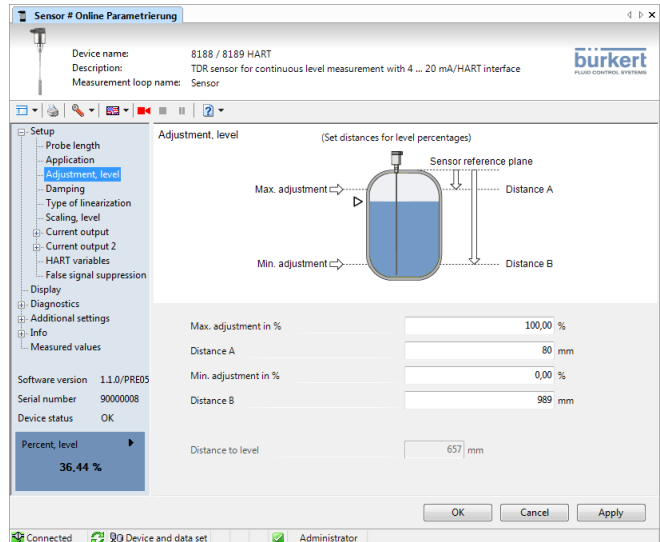 Sensor # Online Parametrierung
Device name: 8188 / 8189 HART
Description: TDR sensor for continuous level measurement with 4 ... 20 mA/HART interface
Measurement loop name: Sensor
bürkert
FLUID CONTROL SYSTEMS
Setup
Probe length
Application
Adjustment, level
Damping
Type of linearization
Scaling, level
Current output
Current output 2
HART variables
False signal suppression
Display
Diagnostics
Additional settings
Info
Measured values
Software version 1.1.0/PRE05
Serial number 90000008
Device status OK
Percent, level
36,44 %
Adjustment, level
(Set distances for level percentages)
Sensor reference plane
Max. adjustment
Distance A
Min. adjustment
Distance B
Max. adjustment in % 100,00 %
Distance A 80 mm
Min. adjustment in % 0,00 %
Distance B 989 mm
Distance to level 657 mm
OK Cancel Apply
Connected Device and data set Administrator